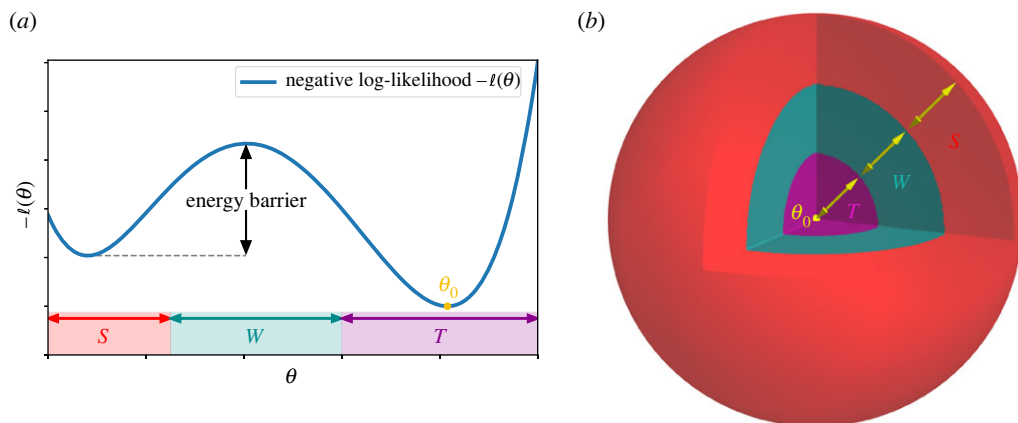 (a)
negative log-likelihood –ℓ(θ)
–ℓ(θ)
energy barrier
θ₀
S
W
T
θ
(b)
S
W
T
θ₀